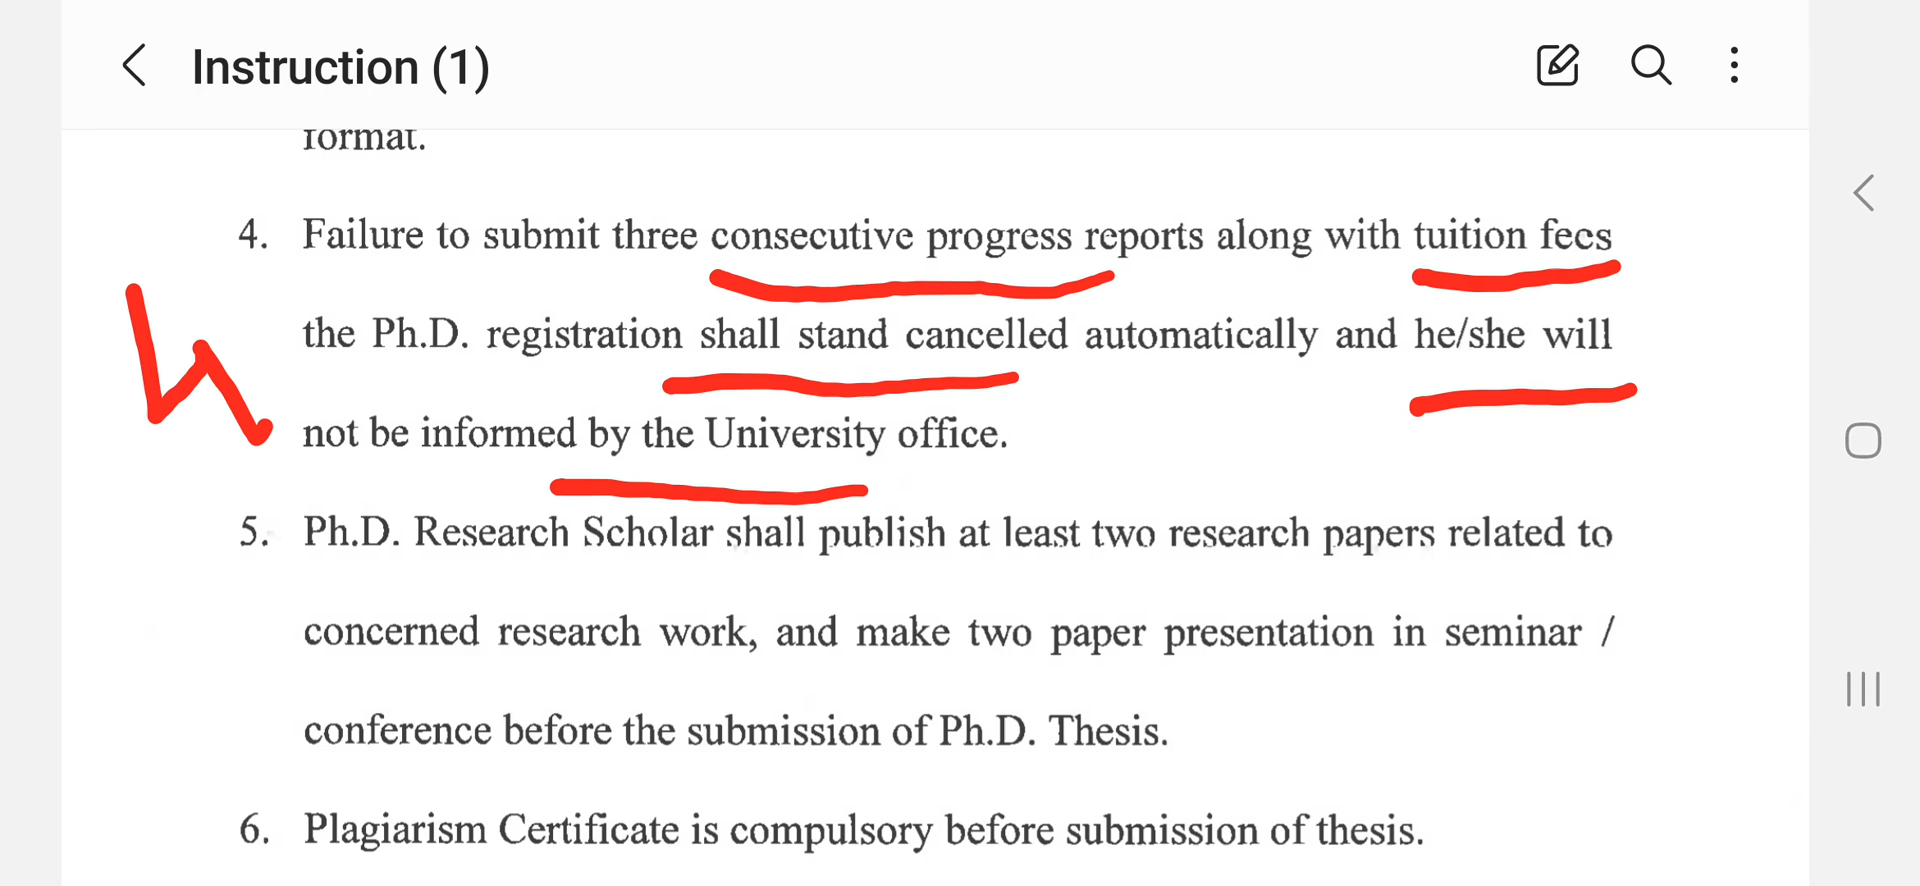 Instruction (1)
format.
4. Failure to submit three consecutive progress reports along with tuition fees
the Ph.D. registration shall stand cancelled automatically and he/she will
not be informed by the University office.
5. Ph.D. Research Scholar shall publish at least two research papers related to
concerned research work, and make two paper presentation in seminar /
conference before the submission of Ph.D. Thesis.
6. Plagiarism Certificate is compulsory before submission of thesis.